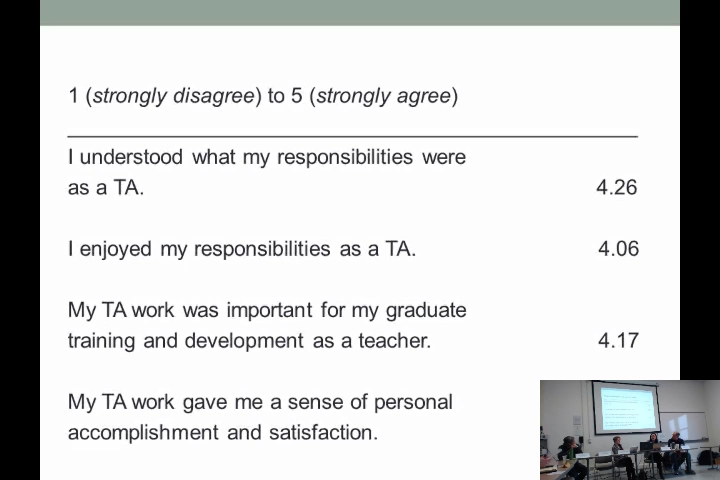 1 (strongly disagree) to 5 (strongly agree)
I understood what my responsibilities were
as a TA. 4.26
I enjoyed my responsibilities as a TA. 4.06
My TA work was important for my graduate
training and development as a teacher. 4.17
My TA work gave me a sense of personal
accomplishment and satisfaction.